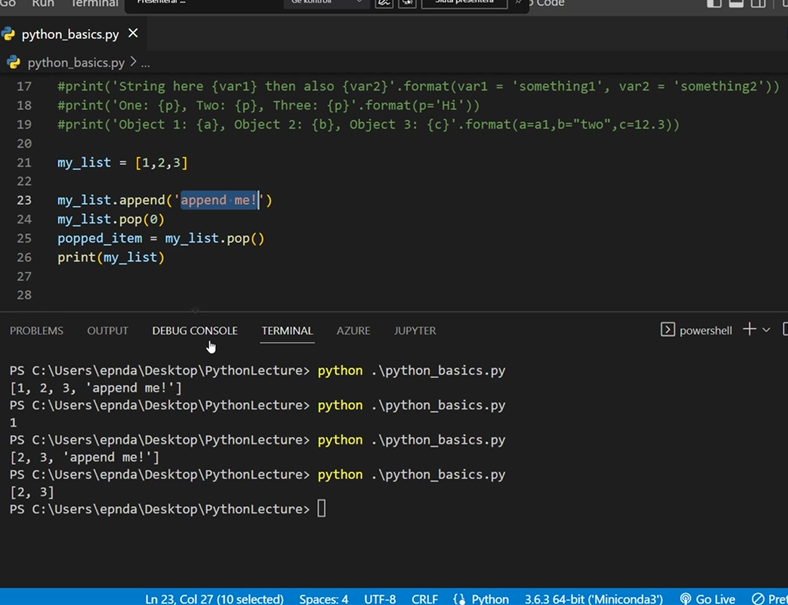 Go Run Terminal Presenterar ... Ge kontroll Sluta presentera Code
python_basics.py ✕
python_basics.py > ...
17 #print('String here {var1} then also {var2}'.format(var1 = 'something1', var2 = 'something2'))
18 #print('One: {p}, Two: {p}, Three: {p}'.format(p='Hi'))
19 #print('Object 1: {a}, Object 2: {b}, Object 3: {c}'.format(a=a1,b="two",c=12.3))
20
21 my_list = [1,2,3]
22
23 my_list.append('append me!')
24 my_list.pop(0)
25 popped_item = my_list.pop()
26 print(my_list)
27
28
PROBLEMS OUTPUT DEBUG CONSOLE TERMINAL AZURE JUPYTER powershell
PS C:\Users\epnda\Desktop\PythonLecture> python .\python_basics.py
[1, 2, 3, 'append me!']
PS C:\Users\epnda\Desktop\PythonLecture> python .\python_basics.py
1
PS C:\Users\epnda\Desktop\PythonLecture> python .\python_basics.py
[2, 3, 'append me!']
PS C:\Users\epnda\Desktop\PythonLecture> python .\python_basics.py
[2, 3]
PS C:\Users\epnda\Desktop\PythonLecture>
Ln 23, Col 27 (10 selected) Spaces: 4 UTF-8 CRLF Python 3.6.3 64-bit ('Miniconda3') Go Live